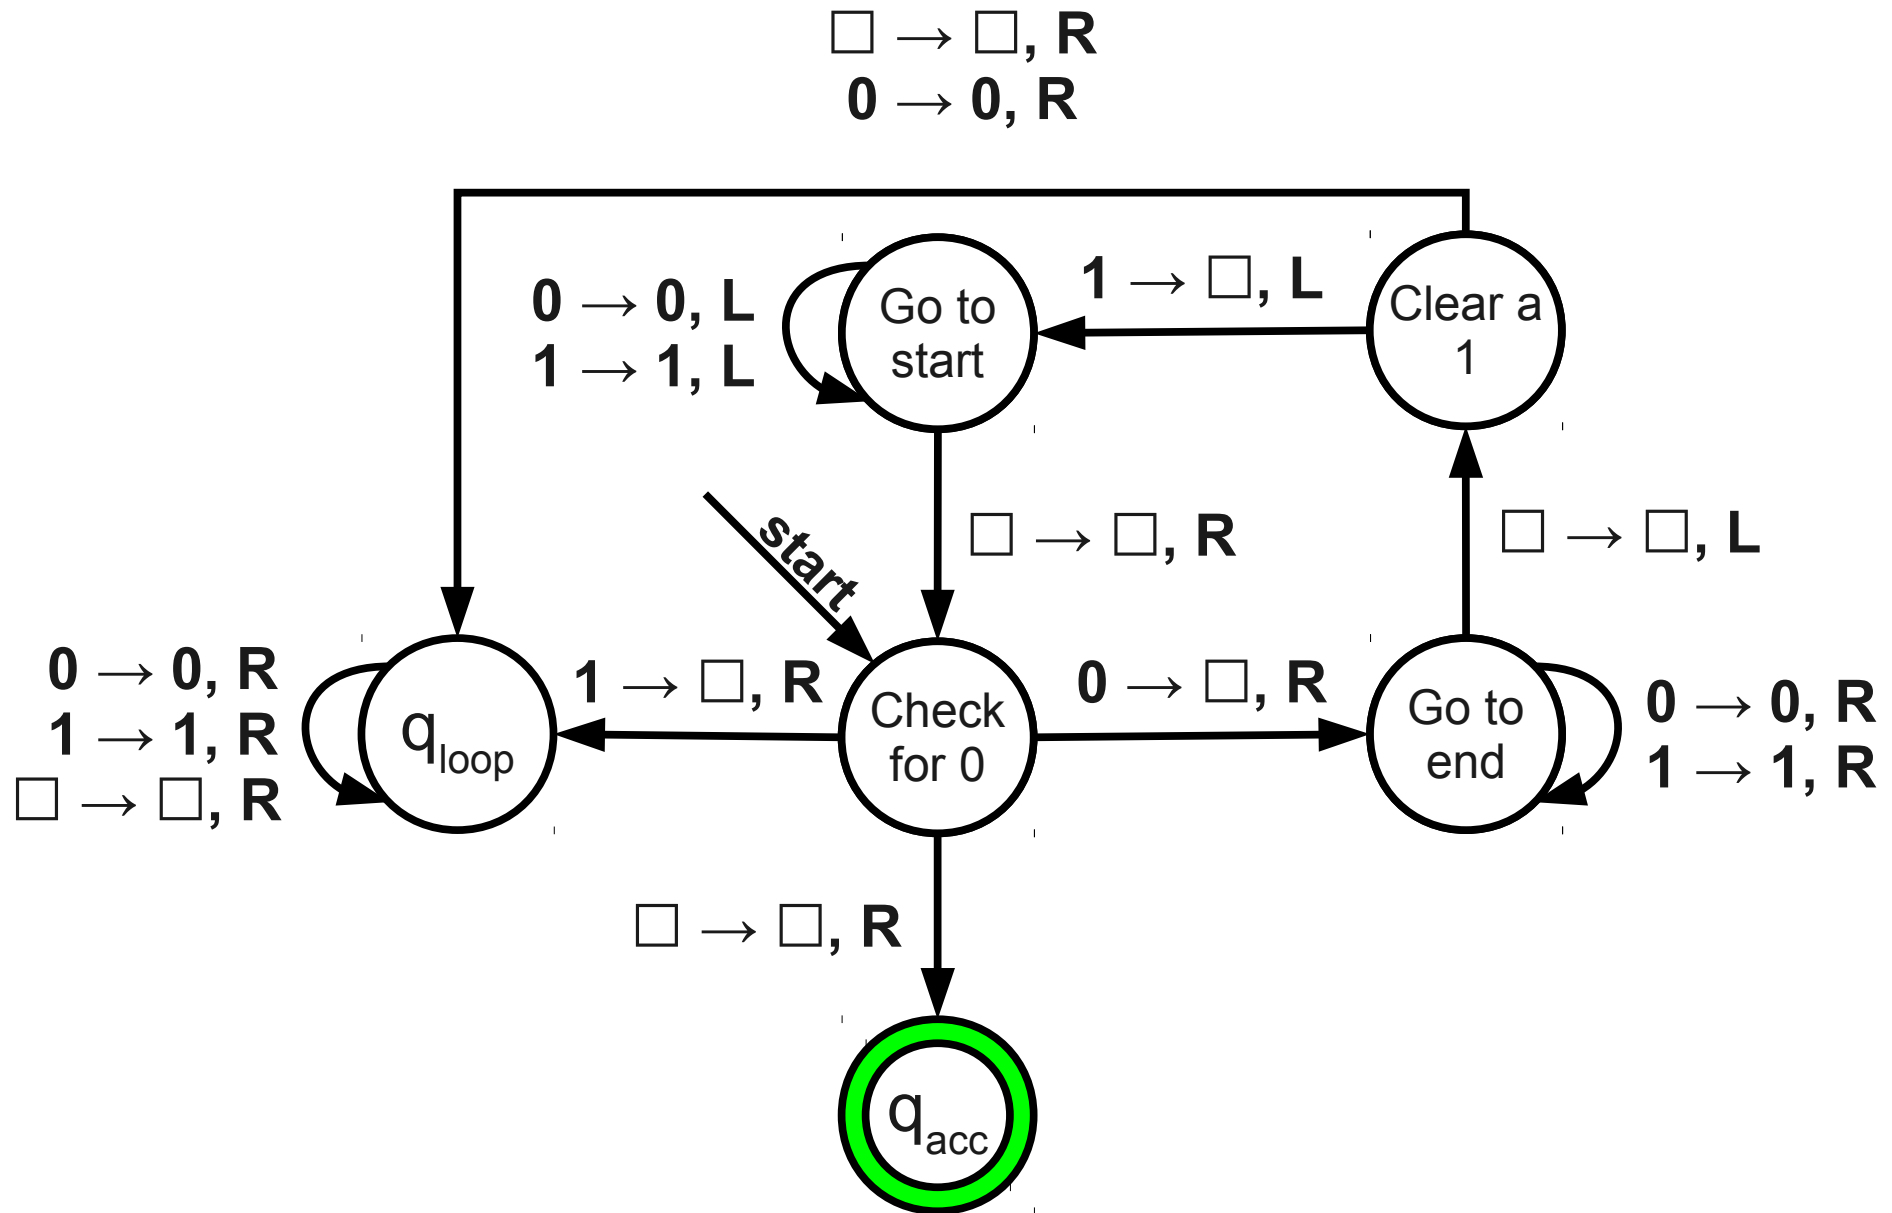 □ → □, R
0 → 0, R
0 → 0, L
1 → 1, L
Go to
start
1 → □, L
Clear a
1
start
□ → □, R
□ → □, L
0 → 0, R
1 → 1, R
□ → □, R
q_loop
1 → □, R
Check
for 0
0 → □, R
Go to
end
0 → 0, R
1 → 1, R
□ → □, R
q_acc